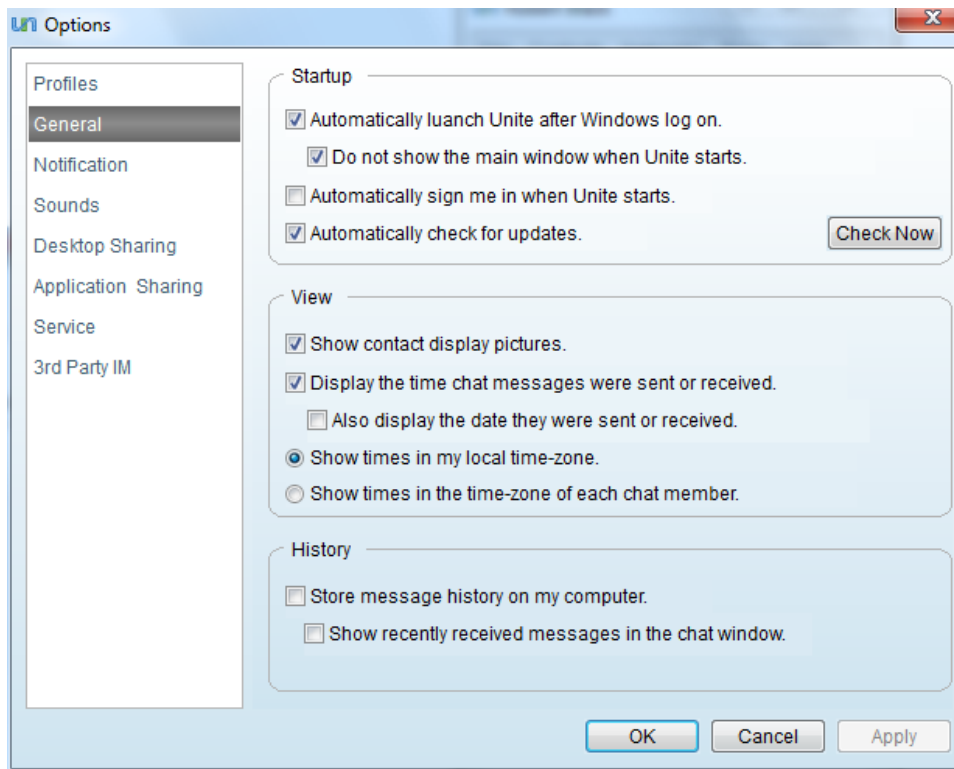 un Options
Profiles
General
Notification
Sounds
Desktop Sharing
Application Sharing
Service
3rd Party IM
Startup
Automatically luanch Unite after Windows log on.
Do not show the main window when Unite starts.
Automatically sign me in when Unite starts.
Automatically check for updates.
Check Now
View
Show contact display pictures.
Display the time chat messages were sent or received.
Also display the date they were sent or received.
Show times in my local time-zone.
Show times in the time-zone of each chat member.
History
Store message history on my computer.
Show recently received messages in the chat window.
OK Cancel Apply